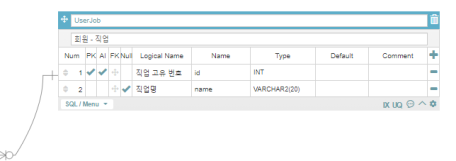 UserJob
회원 - 직업
Num PK AI FK Null Logical Name Name Type Default Comment
1 직업 고유 번호 id INT
2 직업명 name VARCHAR2(20)
SQL / Menu IX UQ